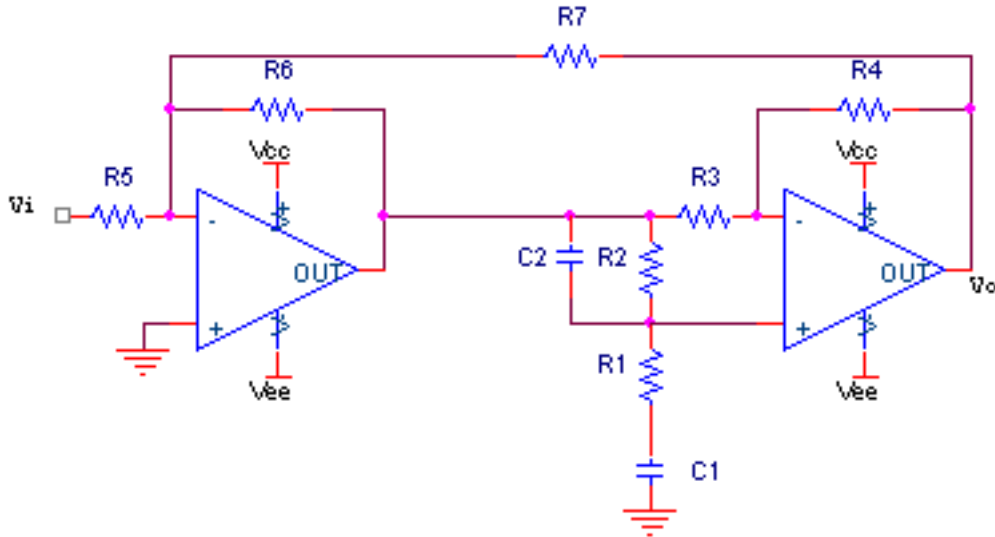 R7
R6
R4
Vcc
Vcc
R5
R3
Vi
-
-
C2
R2
OUT
OUT
Vo
+
+
R1
Vee
Vee
C1